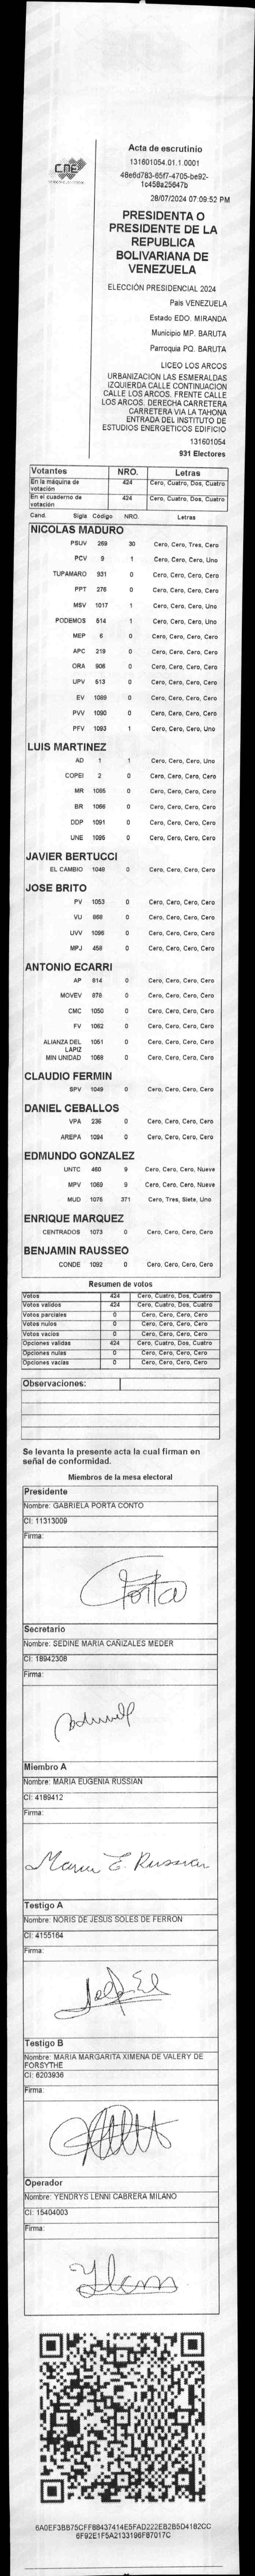 CNE
Acta de escrutinio
131601054.01.1.0001
48e6d783-65f7-4705-be92-
1c458a25647b
28/07/2024 07:09:52 PM
PRESIDENTA O
PRESIDENTE DE LA
REPUBLICA
BOLIVARIANA DE
VENEZUELA
ELECCIÓN PRESIDENCIAL 2024
País VENEZUELA
Estado EDO. MIRANDA
Municipio MP. BARUTA
Parroquia PQ. BARUTA
LICEO LOS ARCOS
URBANIZACION LAS ESMERALDAS
IZQUIERDA CALLE CONTINUACION
CALLE LOS ARCOS. FRENTE CALLE
LOS ARCOS. DERECHA CARRETERA
CARRETERA VIA LA TAHONA
ENTRADA DEL INSTITUTO DE
ESTUDIOS ENERGETICOS EDIFICIO
131601054
931 Electores
Votantes NRO. Letras
En la máquina de votación 424 Cero, Cuatro, Dos, Cuatro
En el cuaderno de votación 424 Cero, Cuatro, Dos, Cuatro
Cand. Sigla Código NRO. Letras
NICOLAS MADURO
PSUV 269 30 Cero, Cero, Tres, Cero
PCV 9 1 Cero, Cero, Cero, Uno
TUPAMARO 931 0 Cero, Cero, Cero, Cero
PPT 276 0 Cero, Cero, Cero, Cero
MSV 1017 1 Cero, Cero, Cero, Uno
PODEMOS 514 1 Cero, Cero, Cero, Uno
MEP 6 0 Cero, Cero, Cero, Cero
APC 219 0 Cero, Cero, Cero, Cero
ORA 906 0 Cero, Cero, Cero, Cero
UPV 513 0 Cero, Cero, Cero, Cero
EV 1089 0 Cero, Cero, Cero, Cero
PVV 1090 0 Cero, Cero, Cero, Cero
PFV 1093 1 Cero, Cero, Cero, Uno
LUIS MARTINEZ
AD 1 1 Cero, Cero, Cero, Uno
COPEI 2 0 Cero, Cero, Cero, Cero
MR 1065 0 Cero, Cero, Cero, Cero
BR 1066 0 Cero, Cero, Cero, Cero
DDP 1091 0 Cero, Cero, Cero, Cero
UNE 1095 0 Cero, Cero, Cero, Cero
JAVIER BERTUCCI
EL CAMBIO 1048 0 Cero, Cero, Cero, Cero
JOSE BRITO
PV 1053 0 Cero, Cero, Cero, Cero
VU 888 0 Cero, Cero, Cero, Cero
UVV 1096 0 Cero, Cero, Cero, Cero
MPJ 458 0 Cero, Cero, Cero, Cero
ANTONIO ECARRI
AP 814 0 Cero, Cero, Cero, Cero
MOVEV 878 0 Cero, Cero, Cero, Cero
CMC 1050 0 Cero, Cero, Cero, Cero
FV 1062 0 Cero, Cero, Cero, Cero
ALIANZA DEL LAPIZ 1051 0 Cero, Cero, Cero, Cero
MIN UNIDAD 1068 0 Cero, Cero, Cero, Cero
CLAUDIO FERMIN
SPV 1049 0 Cero, Cero, Cero, Cero
DANIEL CEBALLOS
VPA 236 0 Cero, Cero, Cero, Cero
AREPA 1094 0 Cero, Cero, Cero, Cero
EDMUNDO GONZALEZ
UNTC 460 9 Cero, Cero, Cero, Nueve
MPV 1069 9 Cero, Cero, Cero, Nueve
MUD 1075 371 Cero, Tres, Siete, Uno
ENRIQUE MARQUEZ
CENTRADOS 1073 0 Cero, Cero, Cero, Cero
BENJAMIN RAUSSEO
CONDE 1092 0 Cero, Cero, Cero, Cero
Resumen de votos
Votos 424 Cero, Cuatro, Dos, Cuatro
Votos válidos 424 Cero, Cuatro, Dos, Cuatro
Votos parciales 0 Cero, Cero, Cero, Cero
Votos nulos 0 Cero, Cero, Cero, Cero
Votos vacíos 0 Cero, Cero, Cero, Cero
Opciones válidas 424 Cero, Cuatro, Dos, Cuatro
Opciones nulas 0 Cero, Cero, Cero, Cero
Opciones vacías 0 Cero, Cero, Cero, Cero
Observaciones:
Se levanta la presente acta la cual firman en
señal de conformidad.
Miembros de la mesa electoral
Presidente
Nombre: GABRIELA PORTA CONTO
CI: 11313009
Firma:
Porta
Secretario
Nombre: SEDINE MARIA CAÑIZALES MEDER
CI: 18942308
Firma:
Miembro A
Nombre: MARIA EUGENIA RUSSIAN
CI: 4189412
Firma:
Maria E. Russian
Testigo A
Nombre: NORIS DE JESUS SOLES DE FERRON
CI: 4155164
Firma:
Testigo B
Nombre: MARIA MARGARITA XIMENA DE VALERY DE
FORSYTHE
CI: 6203936
Firma:
Operador
Nombre: YENDRYS LENNI CABRERA MILANO
CI: 15404003
Firma:
6A0EF3BB75CFF88437414E5FAD222EB2B5D4182CC
6F92E1F5A2133196F87017C